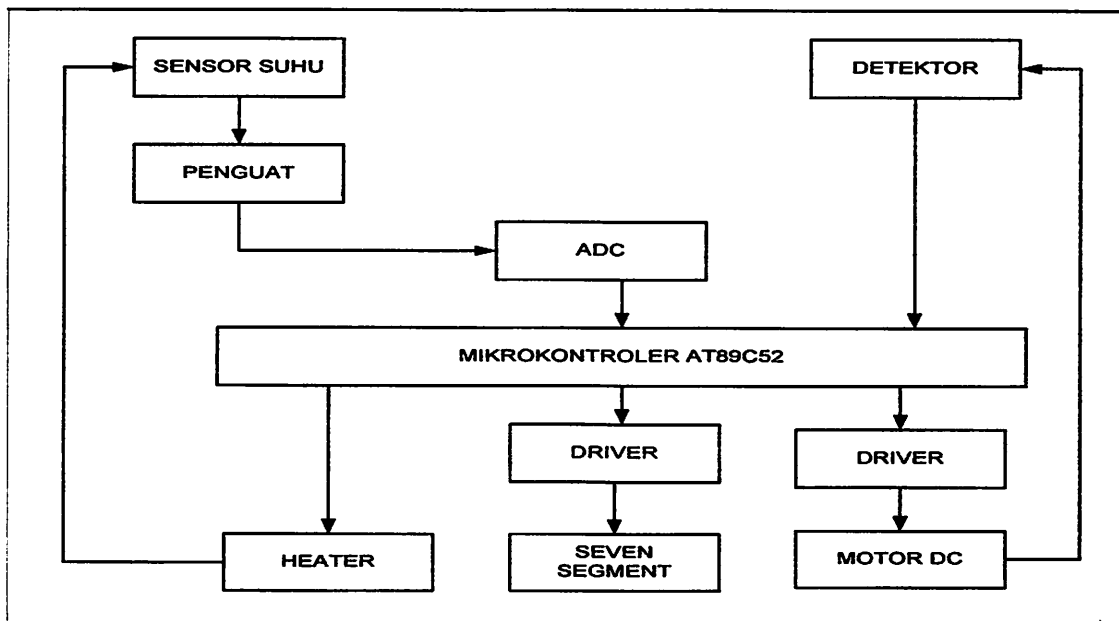 SENSOR SUHU
DETEKTOR
PENGUAT
ADC
MIKROKONTROLER AT89C52
DRIVER
DRIVER
HEATER
SEVEN
SEGMENT
MOTOR DC